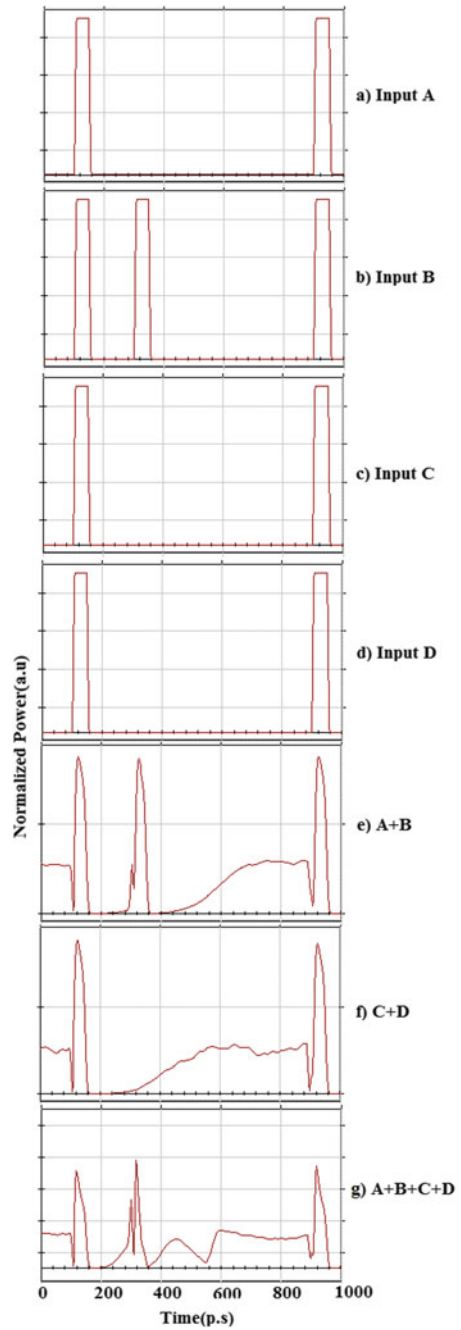 a) Input A
b) Input B
c) Input C
d) Input D
Normalized Power(a.u)
e) A+B
f) C+D
g) A+B+C+D
0 200 400 600 800 1000
Time(p.s)